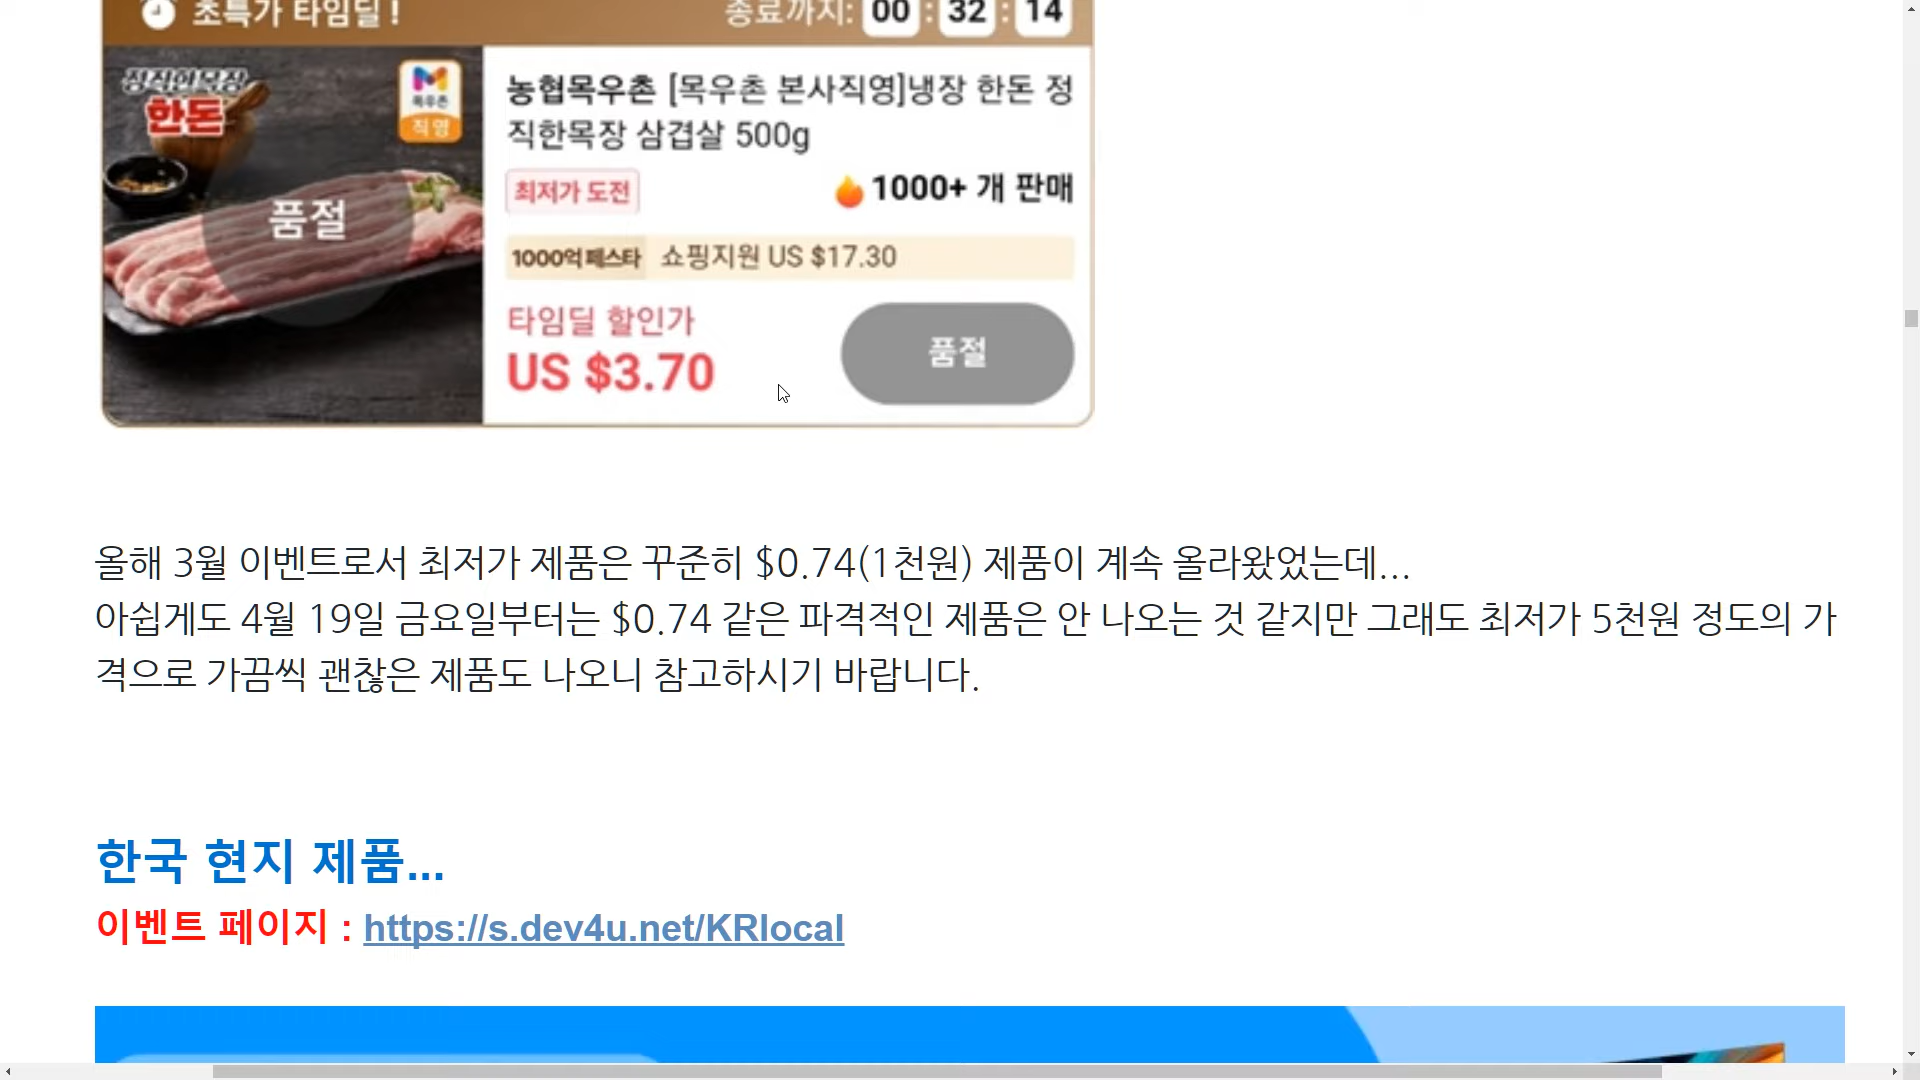 초특가 타임딜 !
종료까지: 00 : 32 : 14
정직한목장
한돈
목우촌
직영
품절
농협목우촌 [목우촌 본사직영]냉장 한돈 정
직한목장 삼겹살 500g
최저가 도전
1000+ 개 판매
1000억페스타 쇼핑지원 US $17.30
타임딜 할인가
US $3.70
품절
올해 3월 이벤트로서 최저가 제품은 꾸준히 $0.74(1천원) 제품이 계속 올라왔었는데...
아쉽게도 4월 19일 금요일부터는 $0.74 같은 파격적인 제품은 안 나오는 것 같지만 그래도 최저가 5천원 정도의 가
격으로 가끔씩 괜찮은 제품도 나오니 참고하시기 바랍니다.
한국 현지 제품...
이벤트 페이지 : https://s.dev4u.net/KRlocal